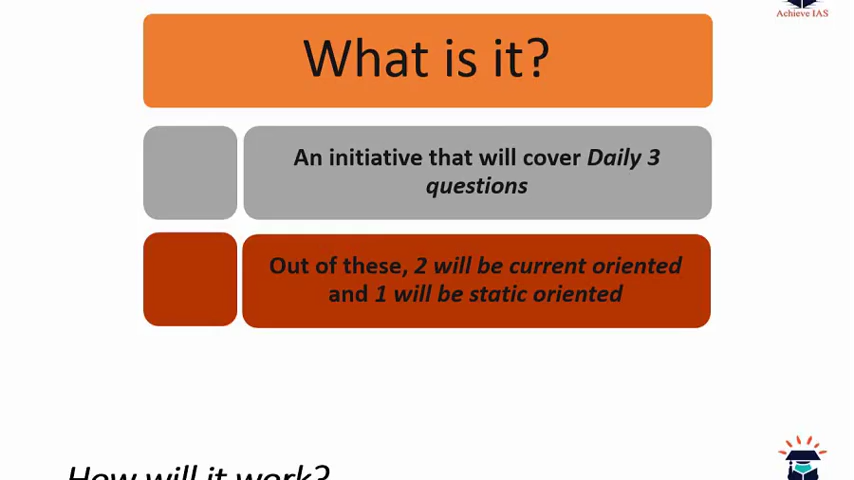 Achieve IAS
What is it?
An initiative that will cover Daily 3
questions
Out of these, 2 will be current oriented
and 1 will be static oriented
How will it work?